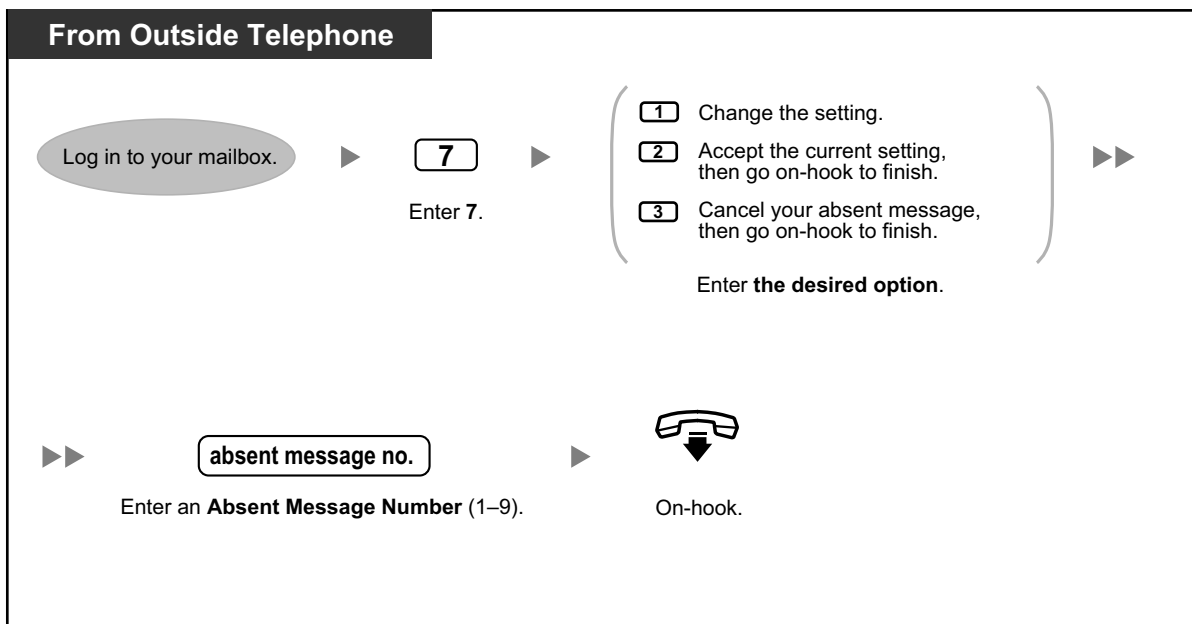 From Outside Telephone
Log in to your mailbox.
7
Enter 7.
1 Change the setting.
2 Accept the current setting,
then go on-hook to finish.
3 Cancel your absent message,
then go on-hook to finish.
Enter the desired option.
absent message no.
Enter an Absent Message Number (1–9).
On-hook.